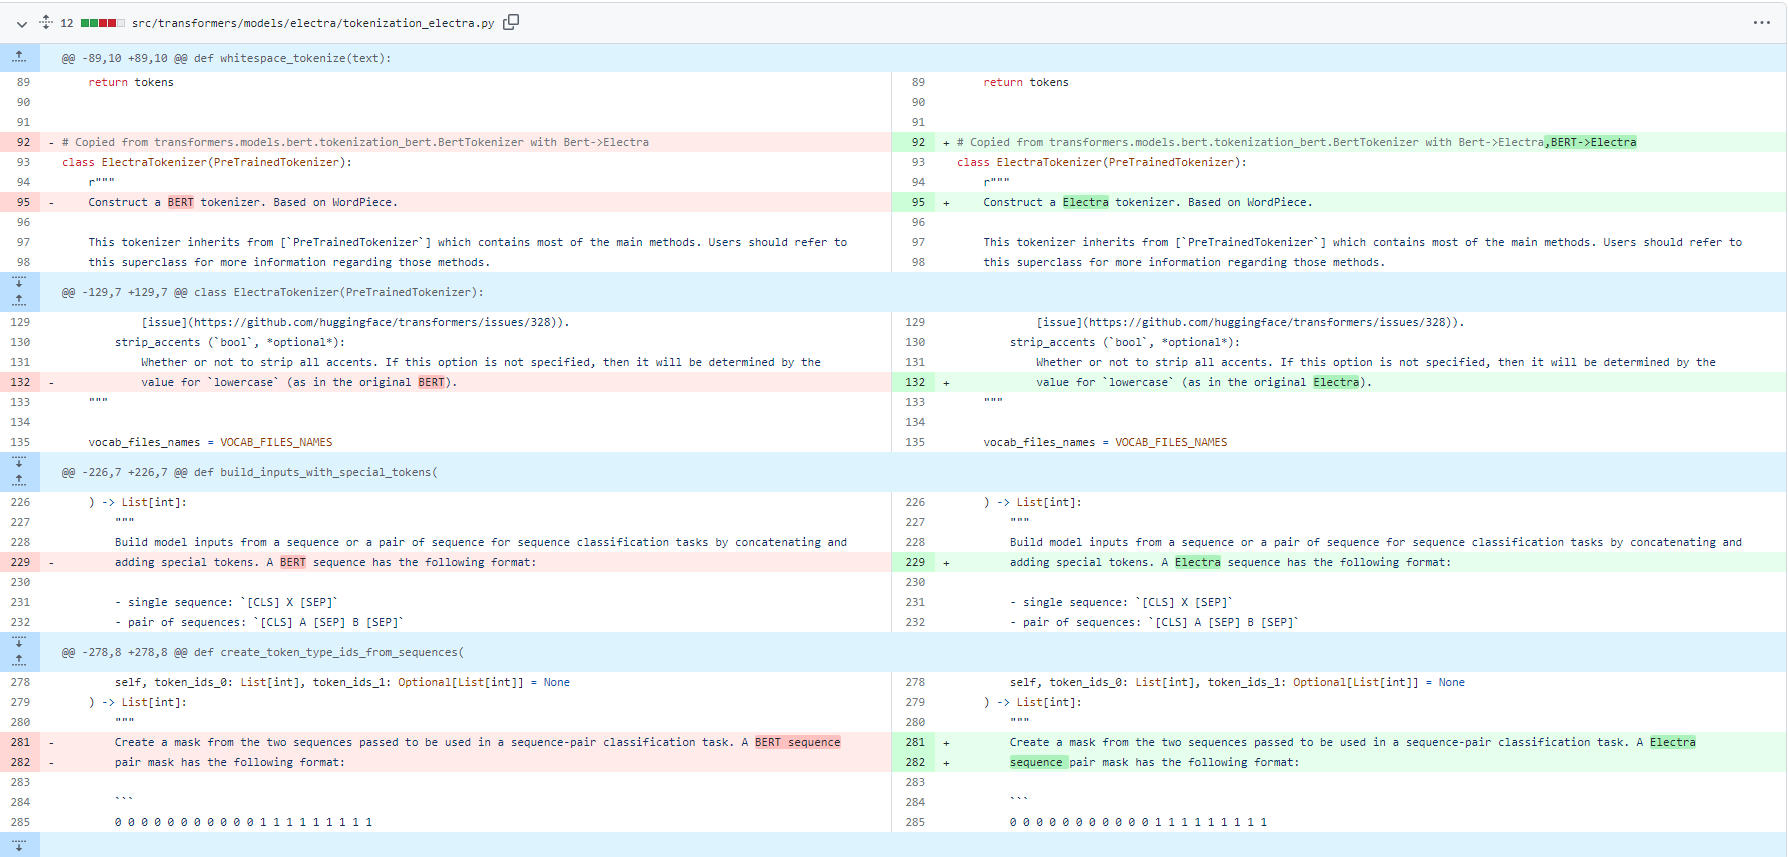 12 src/transformers/models/electra/tokenization_electra.py
@@ -89,10 +89,10 @@ def whitespace_tokenize(text):
89 return tokens 89 return tokens
90 90
91 91
92 - # Copied from transformers.models.bert.tokenization_bert.BertTokenizer with Bert->Electra 92 + # Copied from transformers.models.bert.tokenization_bert.BertTokenizer with Bert->Electra,BERT->Electra
93 class ElectraTokenizer(PreTrainedTokenizer): 93 class ElectraTokenizer(PreTrainedTokenizer):
94 r""" 94 r"""
95 - Construct a BERT tokenizer. Based on WordPiece. 95 + Construct a Electra tokenizer. Based on WordPiece.
96 96
97 This tokenizer inherits from [`PreTrainedTokenizer`] which contains most of the main methods. Users should refer to 97 This tokenizer inherits from [`PreTrainedTokenizer`] which contains most of the main methods. Users should refer to
98 this superclass for more information regarding those methods. 98 this superclass for more information regarding those methods.
@@ -129,7 +129,7 @@ class ElectraTokenizer(PreTrainedTokenizer):
129 [issue](https://github.com/huggingface/transformers/issues/328)). 129 [issue](https://github.com/huggingface/transformers/issues/328)).
130 strip_accents (`bool`, *optional*): 130 strip_accents (`bool`, *optional*):
131 Whether or not to strip all accents. If this option is not specified, then it will be determined by the 131 Whether or not to strip all accents. If this option is not specified, then it will be determined by the
132 - value for `lowercase` (as in the original BERT). 132 + value for `lowercase` (as in the original Electra).
133 """ 133 """
134 134
135 vocab_files_names = VOCAB_FILES_NAMES 135 vocab_files_names = VOCAB_FILES_NAMES
@@ -226,7 +226,7 @@ def build_inputs_with_special_tokens(
226 ) -> List[int]: 226 ) -> List[int]:
227 """ 227 """
228 Build model inputs from a sequence or a pair of sequence for sequence classification tasks by concatenating and 228 Build model inputs from a sequence or a pair of sequence for sequence classification tasks by concatenating and
229 - adding special tokens. A BERT sequence has the following format: 229 + adding special tokens. A Electra sequence has the following format:
230 230
231 - single sequence: `[CLS] X [SEP]` 231 - single sequence: `[CLS] X [SEP]`
232 - pair of sequences: `[CLS] A [SEP] B [SEP]` 232 - pair of sequences: `[CLS] A [SEP] B [SEP]`
@@ -278,8 +278,8 @@ def create_token_type_ids_from_sequences(
278 self, token_ids_0: List[int], token_ids_1: Optional[List[int]] = None 278 self, token_ids_0: List[int], token_ids_1: Optional[List[int]] = None
279 ) -> List[int]: 279 ) -> List[int]:
280 """ 280 """
281 - Create a mask from the two sequences passed to be used in a sequence-pair classification task. A BERT sequence 281 + Create a mask from the two sequences passed to be used in a sequence-pair classification task. A Electra
282 - pair mask has the following format: 282 + sequence pair mask has the following format:
283 283
284 ``` 284 ```
285 0 0 0 0 0 0 0 0 0 0 0 1 1 1 1 1 1 1 1 1 285 0 0 0 0 0 0 0 0 0 0 0 1 1 1 1 1 1 1 1 1